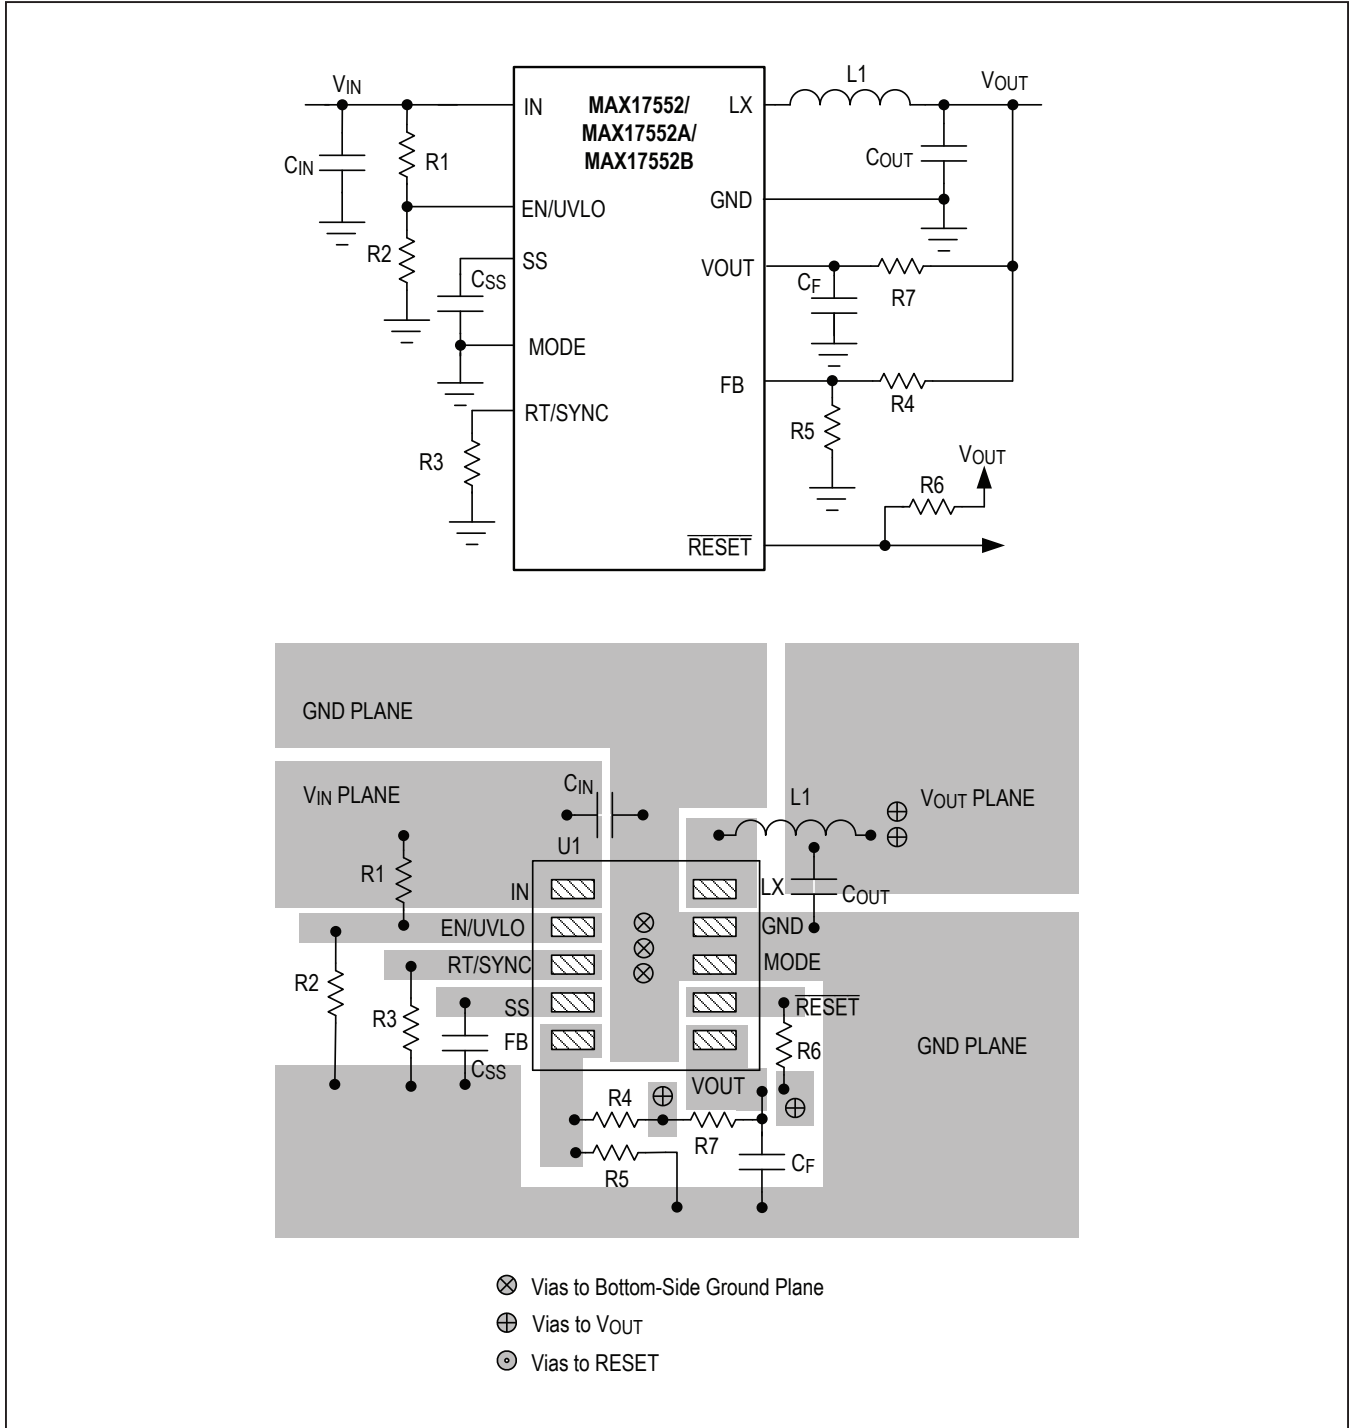 VIN
L1
VOUT
IN
MAX17552/
MAX17552A/
MAX17552B
LX
CIN
R1
COUT
EN/UVLO
GND
R2
SS
CSS
VOUT
CF
R7
MODE
FB
R4
RT/SYNC
R5
R3
VOUT
R6
RESET
GND PLANE
VIN PLANE
CIN
L1
VOUT PLANE
U1
R1
IN
LX
COUT
EN/UVLO
GND
RT/SYNC
MODE
R2
SS
RESET
R3
FB
R6
GND PLANE
CSS
VOUT
R4
R7
R5
CF
Vias to Bottom-Side Ground Plane
Vias to VOUT
Vias to RESET